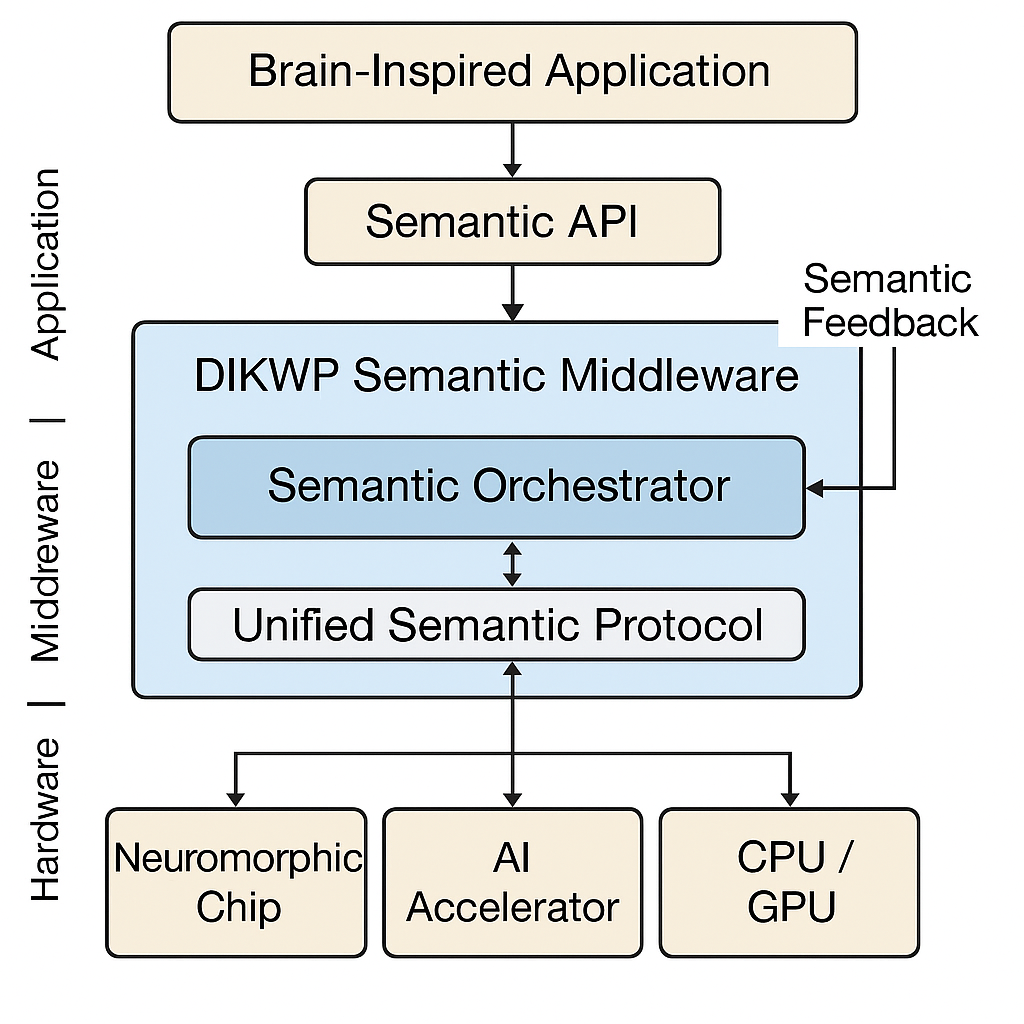 Brain-Inspired Application
Semantic API
Semantic
Feedback
DIKWP Semantic Middleware
Semantic Orchestrator
Unified Semantic Protocol
Neuromorphic
Chip
AI
Accelerator
CPU /
GPU
Application
Middreware
Hardware